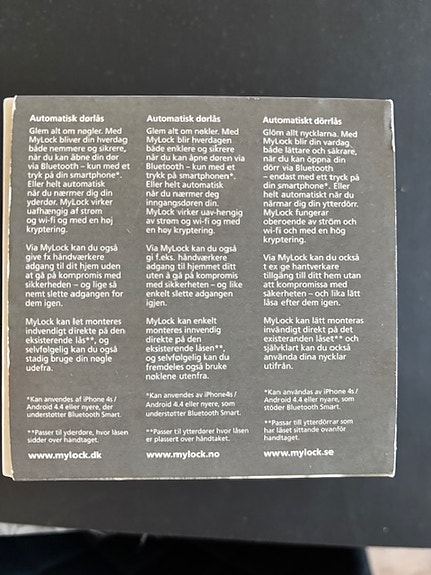 Automatisk dørlås
Glem alt om nøgler. Med
MyLock bliver din hverdag
både nemmere og sikrere,
når du kan åbne din dør
via Bluetooth – kun med et
tryk på din smartphone*.
Eller helt automatisk
når du nærmer dig din
yderdør. MyLock virker
uafhængig af strøm
og wi-fi og med en høj
kryptering.
Via MyLock kan du også
give fx håndværkere
adgang til dit hjem uden
at gå på kompromis med
sikkerheden – og lige så
nemt slette adgangen for
dem igen.
MyLock kan let monteres
indvendigt direkte på den
eksisterende lås**, og
selvfølgelig kan du også
stadig bruge din nøgle
udefra.
*Kan anvendes af iPhone 4s /
Android 4.4 eller nyere, der
understøtter Bluetooth Smart.
**Passer til yderdøre, hvor låsen
sidder over håndtaget.
www.mylock.dk
Automatisk dørlås
Glem alt om nøkler. Med
MyLock blir hverdagen
både enklere og sikrere
når du kan åpne døren via
Bluetooth – kun med et
trykk på smartphonen*.
Eller helt automatisk
når du nærmer deg
inngangsdøren din.
MyLock virker uav-hengig
av strøm og wi-fi og med
en høy kryptering.
Via MyLock kan du også
gi f.eks. håndværkere
adgang til hjemmet ditt
uten å gå på kompromis
med sikkerheten – og like
enkelt slette adgangen
igjen.
MyLock kan enkelt
monteres innvendig
direkte på den
eksisterende låsen**,
og selvfølgelig kan du
fremdeles også bruke
nøklene utenfra.
*Kan anvendes av iPhone4s /
Android 4.4 eller nyere, som
understøtter Bluetooth Smart.
**Passer til ytterdører hvor låsen
er plassert over håndtaket.
www.mylock.no
Automatiskt dörrlås
Glöm allt nycklarna. Med
MyLock blir din vardag
både lättare och säkrare,
när du kan öppna din
dörr via Bluetooth
– endast med ett tryck
på din smartphone*. Eller
helt automatiskt när du
närmar dig din ytterdörr.
MyLock fungerar
oberoende av ström och
wi-fi och med en hög
kryptering.
Via MyLock kan du också
t ex ge hantverkare
tillgång till ditt hem utan
att kompromissa med
säkerheten – och lika lätt
låsa efter dem igen.
MyLock kan lätt monteras
invändigt direkt på det
existeranden låset** och
självklart kan du också
använda dina nycklar
utifrån.
*Kan användas av iPhone 4s /
Android 4.4 eller nyare, som
stöder Bluetooth Smart.
**Passar till ytterdörrar som
har låset sittande ovanför
handtaget.
www.mylock.se